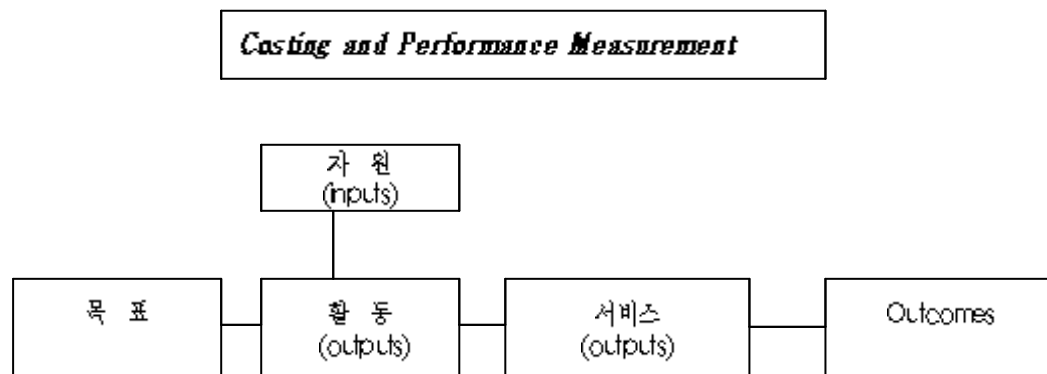 Costing and Performance Measurement
자 원
(inputs)
목 표
활 동
(outputs)
서비스
(outputs)
Outcomes